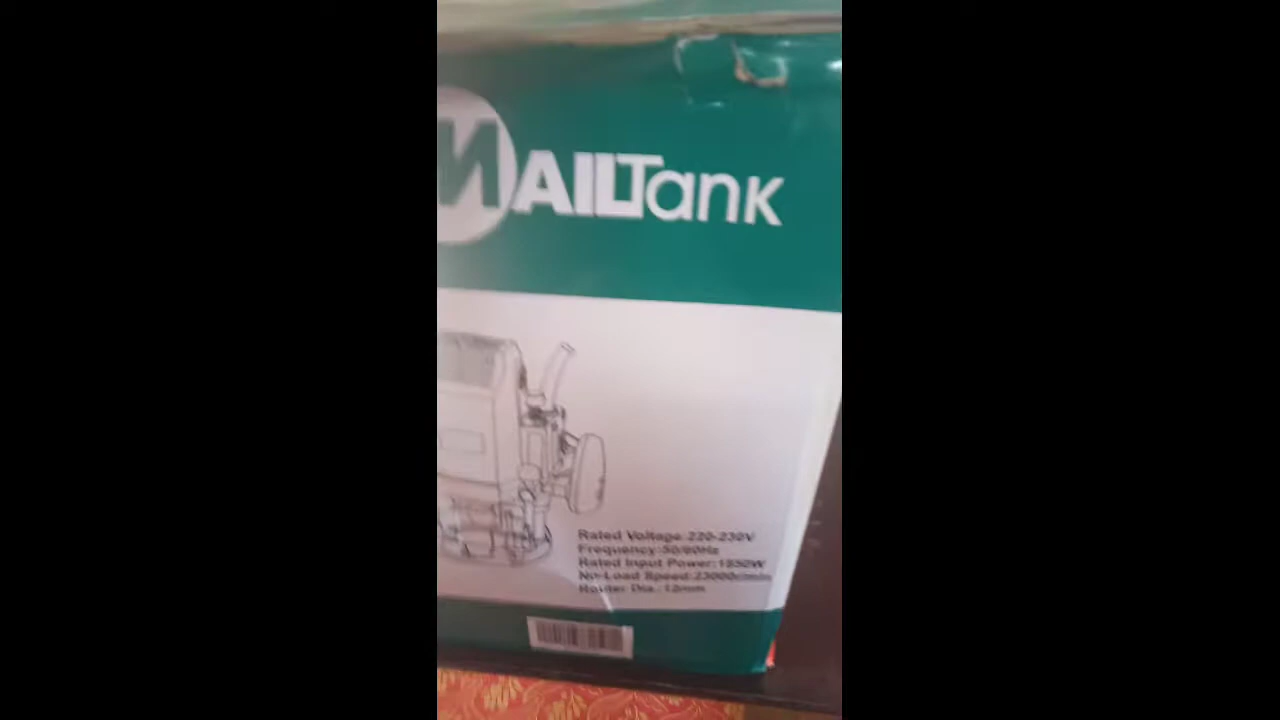 MAILTank
Rated Voltage:220-230V
Frequency:50/60Hz
Rated Input Power:1850W
No-Load Speed:23000r/min
Router Dia.:12mm